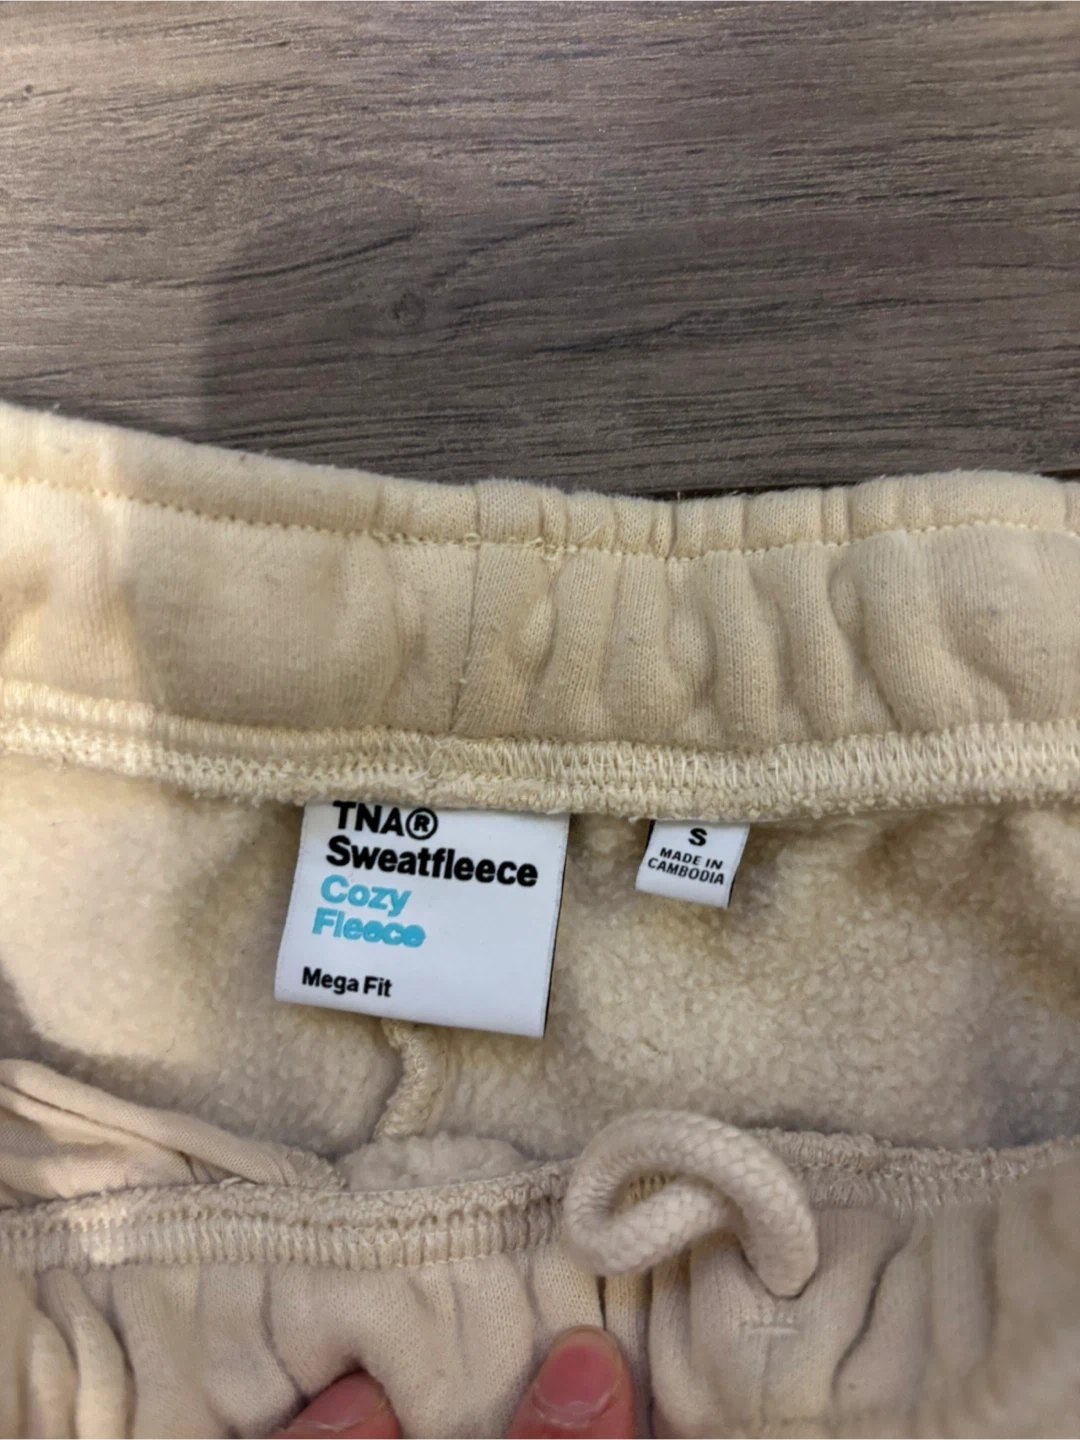 TNA®
Sweatfleece
Cozy
Fleece
Mega Fit
S
MADE IN
CAMBODIA